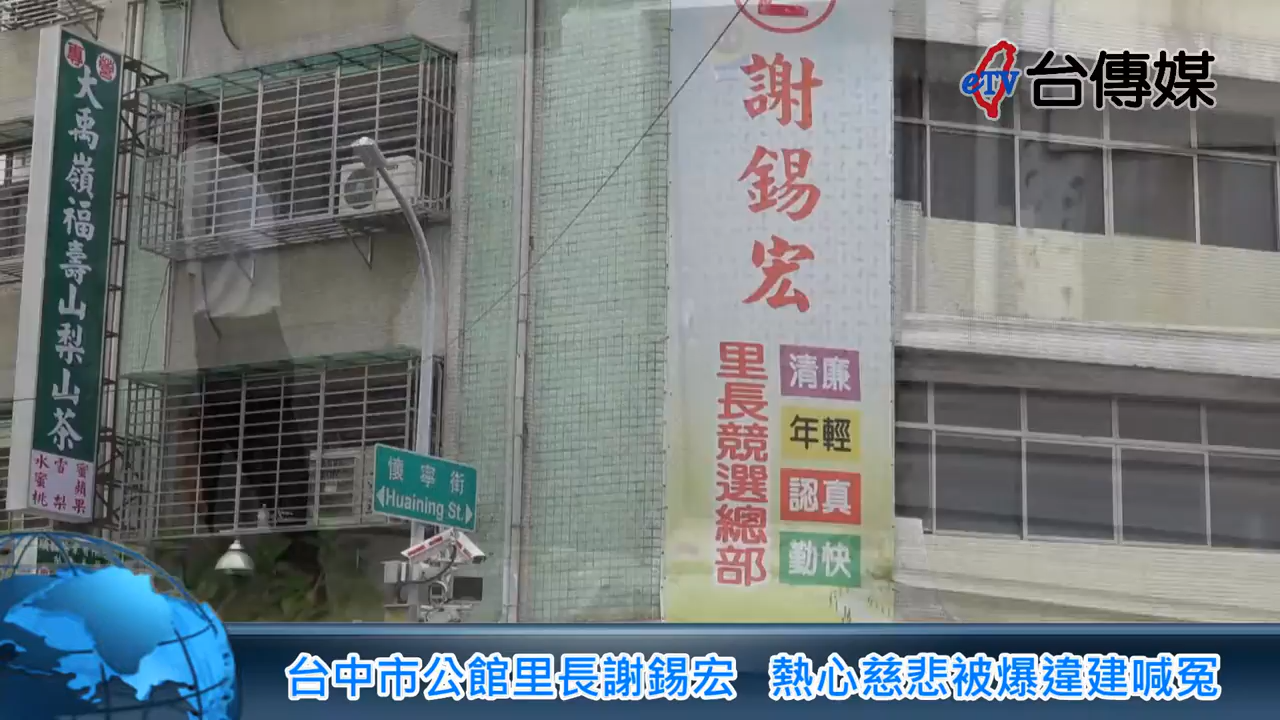 專營
大禹嶺福壽山梨山茶
水蜜桃
雪梨
蜜蘋果
謝錫宏
里長競選總部
清廉
年輕
認真
勤快
懷寧街
Huaining St.
eTV
台傳媒
台中市公館里長謝錫宏 熱心慈悲被爆違建喊冤